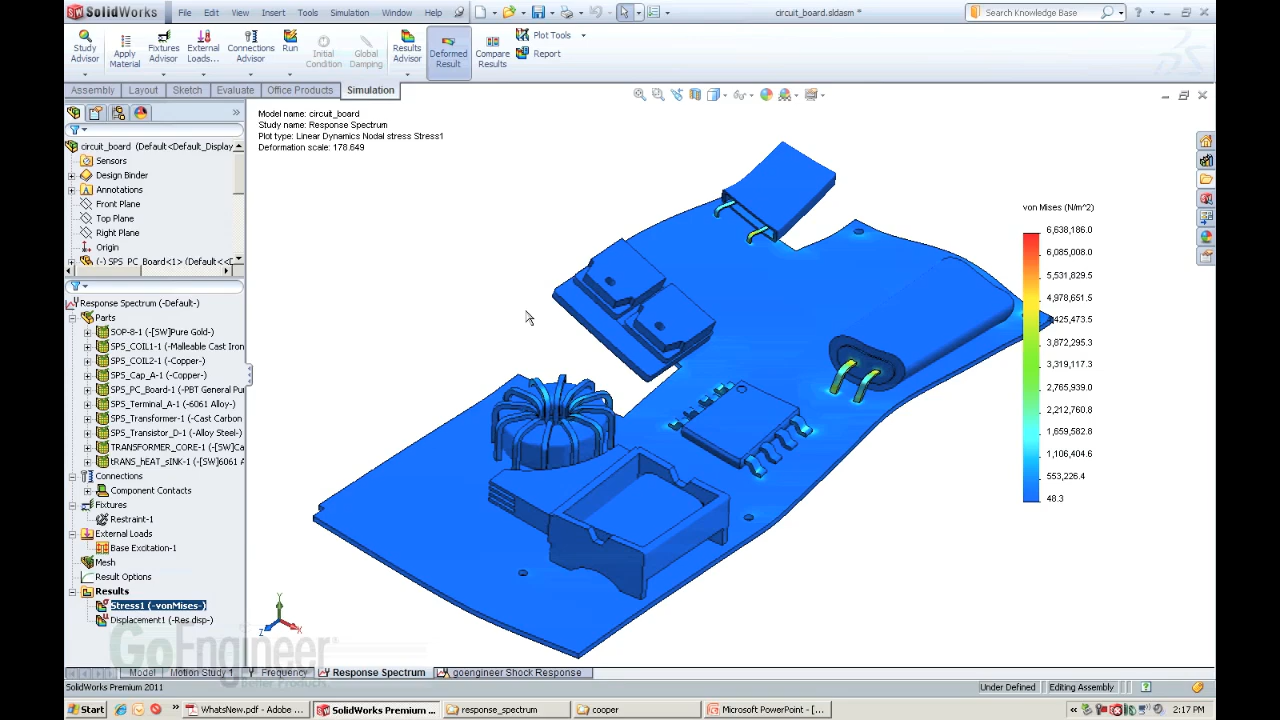 SolidWorks File Edit View Insert Tools Simulation Window Help circuit_board.sldasm * Search Knowledge Base
Study Advisor
Apply Material
Fixtures Advisor
External Loads...
Connections Advisor
Run
Initial Condition
Global Damping
Results Advisor
Deformed Result
Compare Results
Plot Tools
Report
Assembly Layout Sketch Evaluate Office Products Simulation
Model name: circuit_board
Study name: Response Spectrum
Plot type: Linear Dynamics Nodal stress Stress1
Deformation scale: 178.649
circuit_board (Default<Default_Display
Sensors
Design Binder
Annotations
Front Plane
Top Plane
Right Plane
Origin
(-) SPS_PC_Board<1> (Default<<D
Response Spectrum (-Default-)
Parts
SOP-8-1 (-[SW]Pure Gold-)
SPS_COIL1-1 (-Malleable Cast Iron
SPS_COIL2-1 (-Copper-)
SPS_Cap_A-1 (-Copper-)
SPS_PC_Board-1 (-PBT General Pur
SPS_Terminal_A-1 (-6061 Alloy-)
SPS_Transformer-1 (-Cast Carbon
SPS_Transistor_D-1 (-Alloy Steel-)
TRANSFORMER_CORE-1 (-[SW]Ca
tRANS_hEAT_sINK-1 (-[SW]6061 A
Connections
Component Contacts
Fixtures
Restraint-1
External Loads
Base Excitation-1
Mesh
Result Options
Results
Stress1 (-vonMises-)
Displacement1 (-Res disp-)
von Mises (N/m^2)
6,638,186.0
6,085,008.0
5,531,829.5
4,978,651.5
4,425,473.5
3,872,295.3
3,319,117.3
2,765,939.0
2,212,760.8
1,659,582.8
1,106,404.6
553,226.4
48.3
GoEngineer
Better Products
Model Motion Study 1 Frequency Response Spectrum goengineer Shock Response
SolidWorks Premium 2011 Under Defined Editing Assembly
Start WhatsNew.pdf - Adobe ... SolidWorks Premium ... response_spectrum cooper Microsoft PowerPoint - [... 2:17 PM